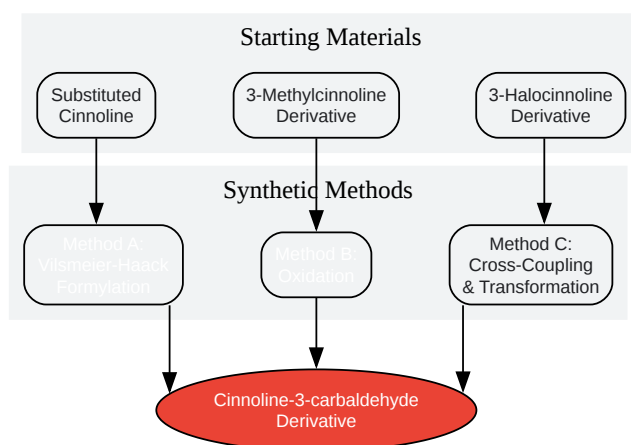 Starting Materials
Substituted
Cinnoline
3-Methylcinnoline
Derivative
3-Halocinnoline
Derivative
Synthetic Methods
Method A:
Vilsmeier-Haack
Formylation
Method B:
Oxidation
Method C:
Cross-Coupling
& Transformation
Cinnoline-3-carbaldehyde
Derivative